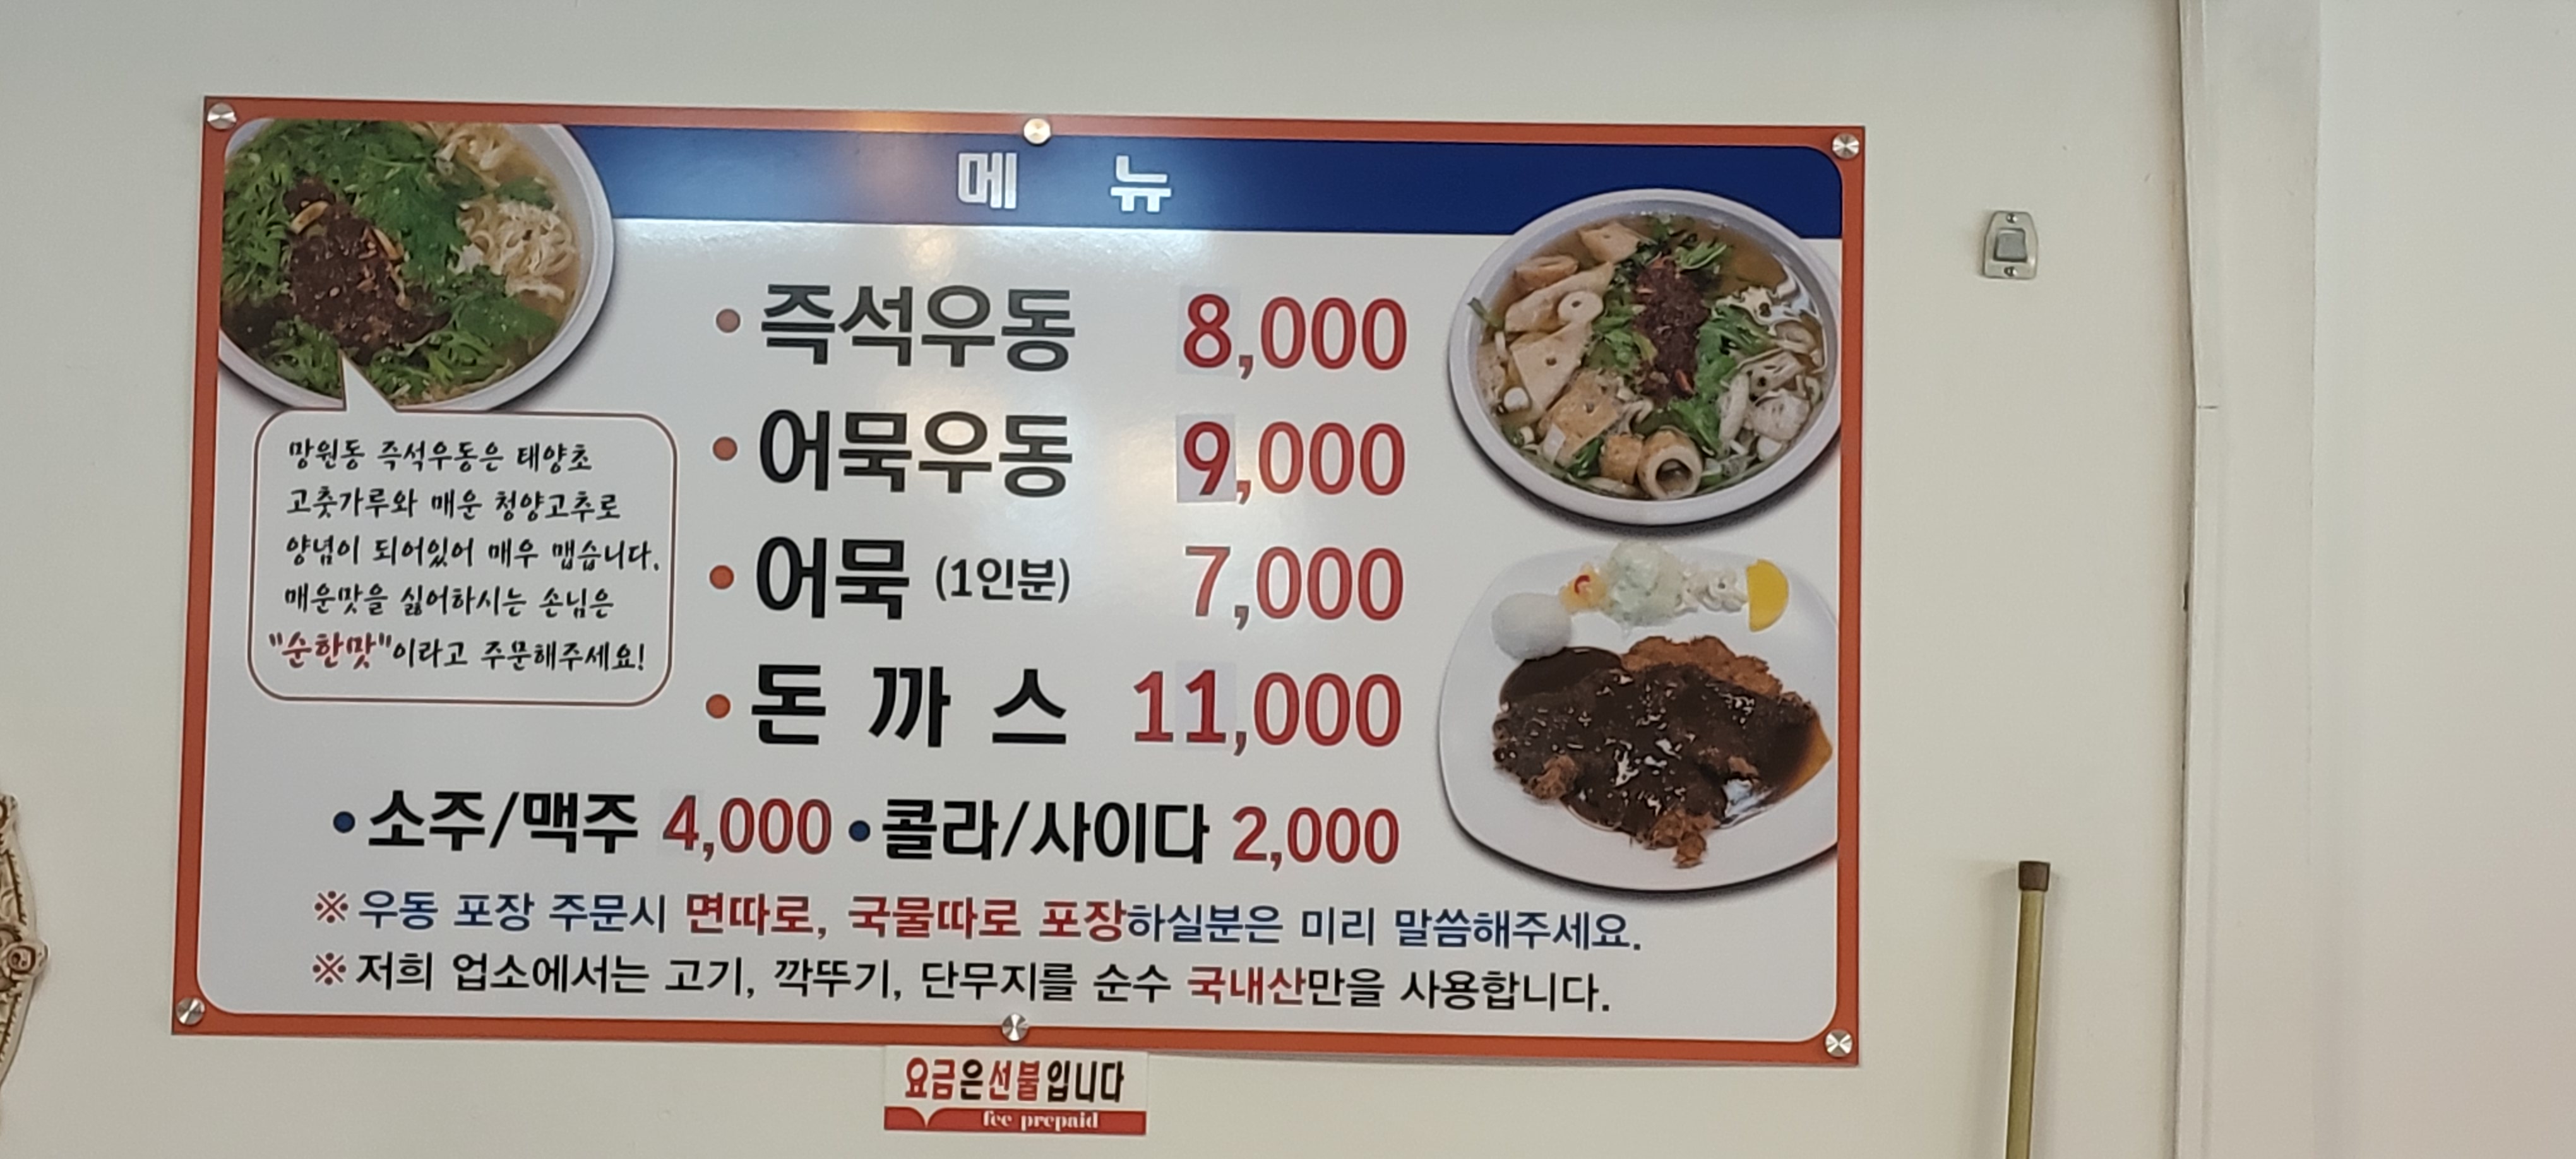 메 뉴
• 즉석우동 8,000
• 어묵우동 9,000
• 어묵 (1인분) 7,000
• 돈 까 스 11,000
망원동 즉석우동은 태양초
고춧가루와 매운 청양고추로
양념이 되어있어 매우 맵습니다.
매운맛을 싫어하시는 손님은
"순한맛"이라고 주문해주세요!
• 소주/맥주 4,000 • 콜라/사이다 2,000
※ 우동 포장 주문시 면따로, 국물따로 포장하실분은 미리 말씀해주세요.
※ 저희 업소에서는 고기, 깍뚜기, 단무지를 순수 국내산만을 사용합니다.
요금은선불입니다
fee prepaid